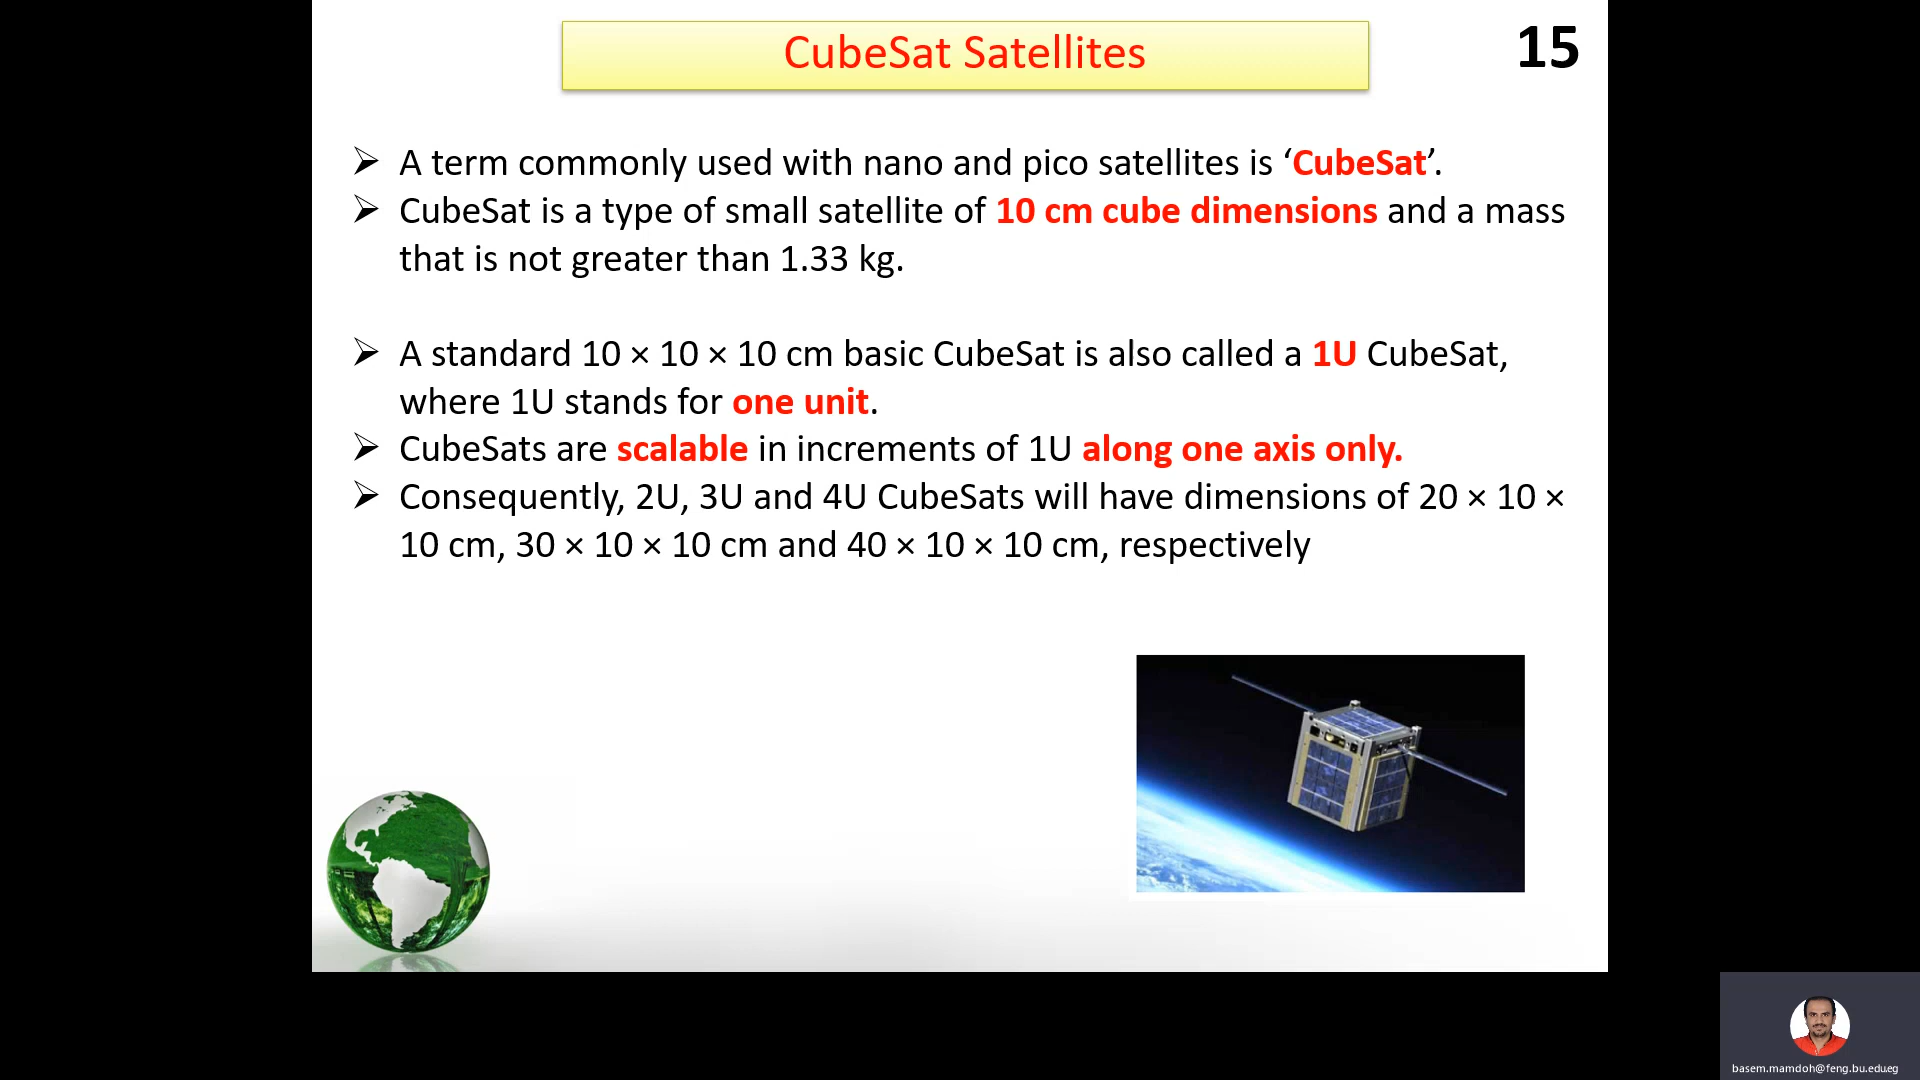 CubeSat Satellites
15
➢ A term commonly used with nano and pico satellites is ‘CubeSat’.
➢ CubeSat is a type of small satellite of 10 cm cube dimensions and a mass
that is not greater than 1.33 kg.
➢ A standard 10 × 10 × 10 cm basic CubeSat is also called a 1U CubeSat,
where 1U stands for one unit.
➢ CubeSats are scalable in increments of 1U along one axis only.
➢ Consequently, 2U, 3U and 4U CubeSats will have dimensions of 20 × 10 ×
10 cm, 30 × 10 × 10 cm and 40 × 10 × 10 cm, respectively
basem.mamdoh@feng.bu.edu.eg